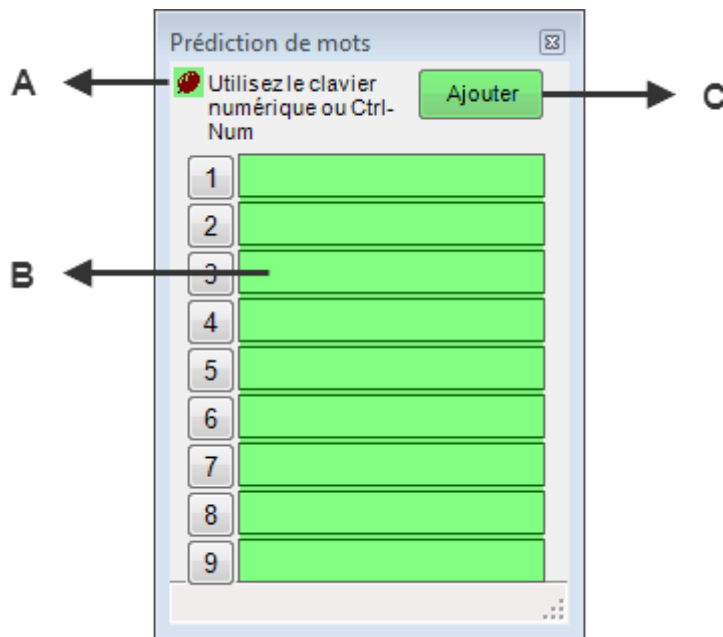 Prédiction de mots
A
Utilisez le clavier
numérique ou Ctrl-
Num
Ajouter
C
1
2
B
3
4
5
6
7
8
9